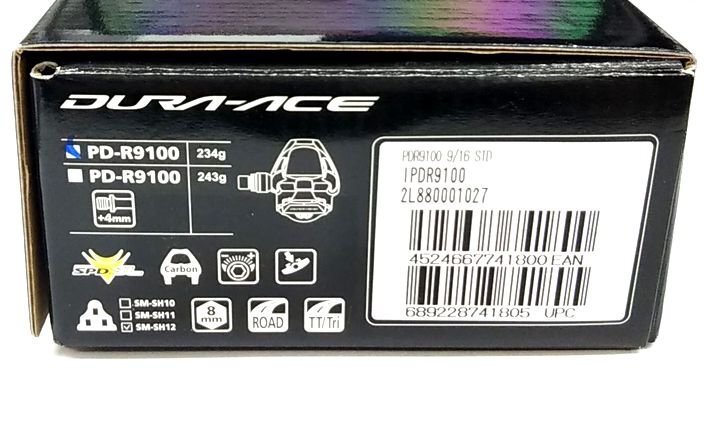 DURA-ACE
PD-R9100 234g
PD-R9100 243g
+4mm
SPD-SL
Carbon
SM-SH10
SM-SH11
SM-SH12
8 mm
ROAD
TT/Tri
PDR9100 9/16 STD
IPDR9100
2L880001027
4524667741800 EAN
689228741805 UPC